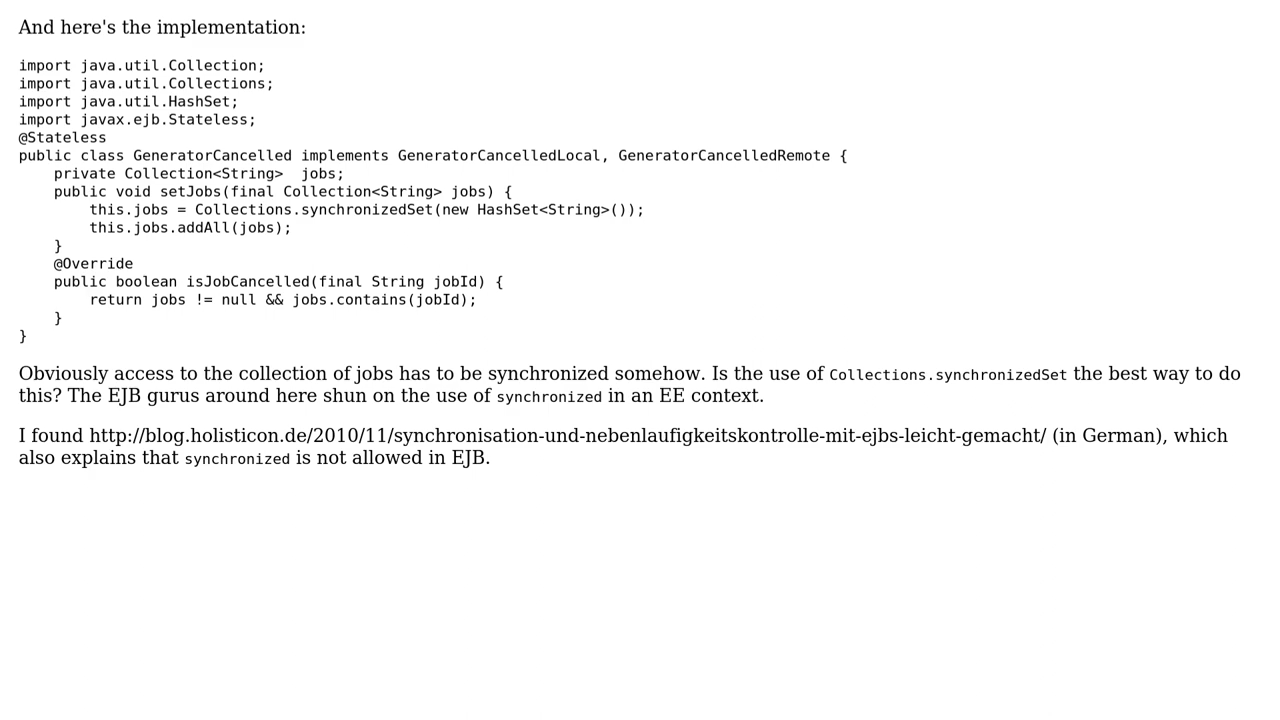 And here's the implementation:
import java.util.Collection;
import java.util.Collections;
import java.util.HashSet;
import javax.ejb.Stateless;
@Stateless
public class GeneratorCancelled implements GeneratorCancelledLocal, GeneratorCancelledRemote {
    private Collection<String>  jobs;
    public void setJobs(final Collection<String> jobs) {
        this.jobs = Collections.synchronizedSet(new HashSet<String>());
        this.jobs.addAll(jobs);
    }
    @Override
    public boolean isJobCancelled(final String jobId) {
        return jobs != null && jobs.contains(jobId);
    }
}
Obviously access to the collection of jobs has to be synchronized somehow. Is the use of Collections.synchronizedSet the best way to do
this? The EJB gurus around here shun on the use of synchronized in an EE context.
I found http://blog.holisticon.de/2010/11/synchronisation-und-nebenlaufigkeitskontrolle-mit-ejbs-leicht-gemacht/ (in German), which
also explains that synchronized is not allowed in EJB.